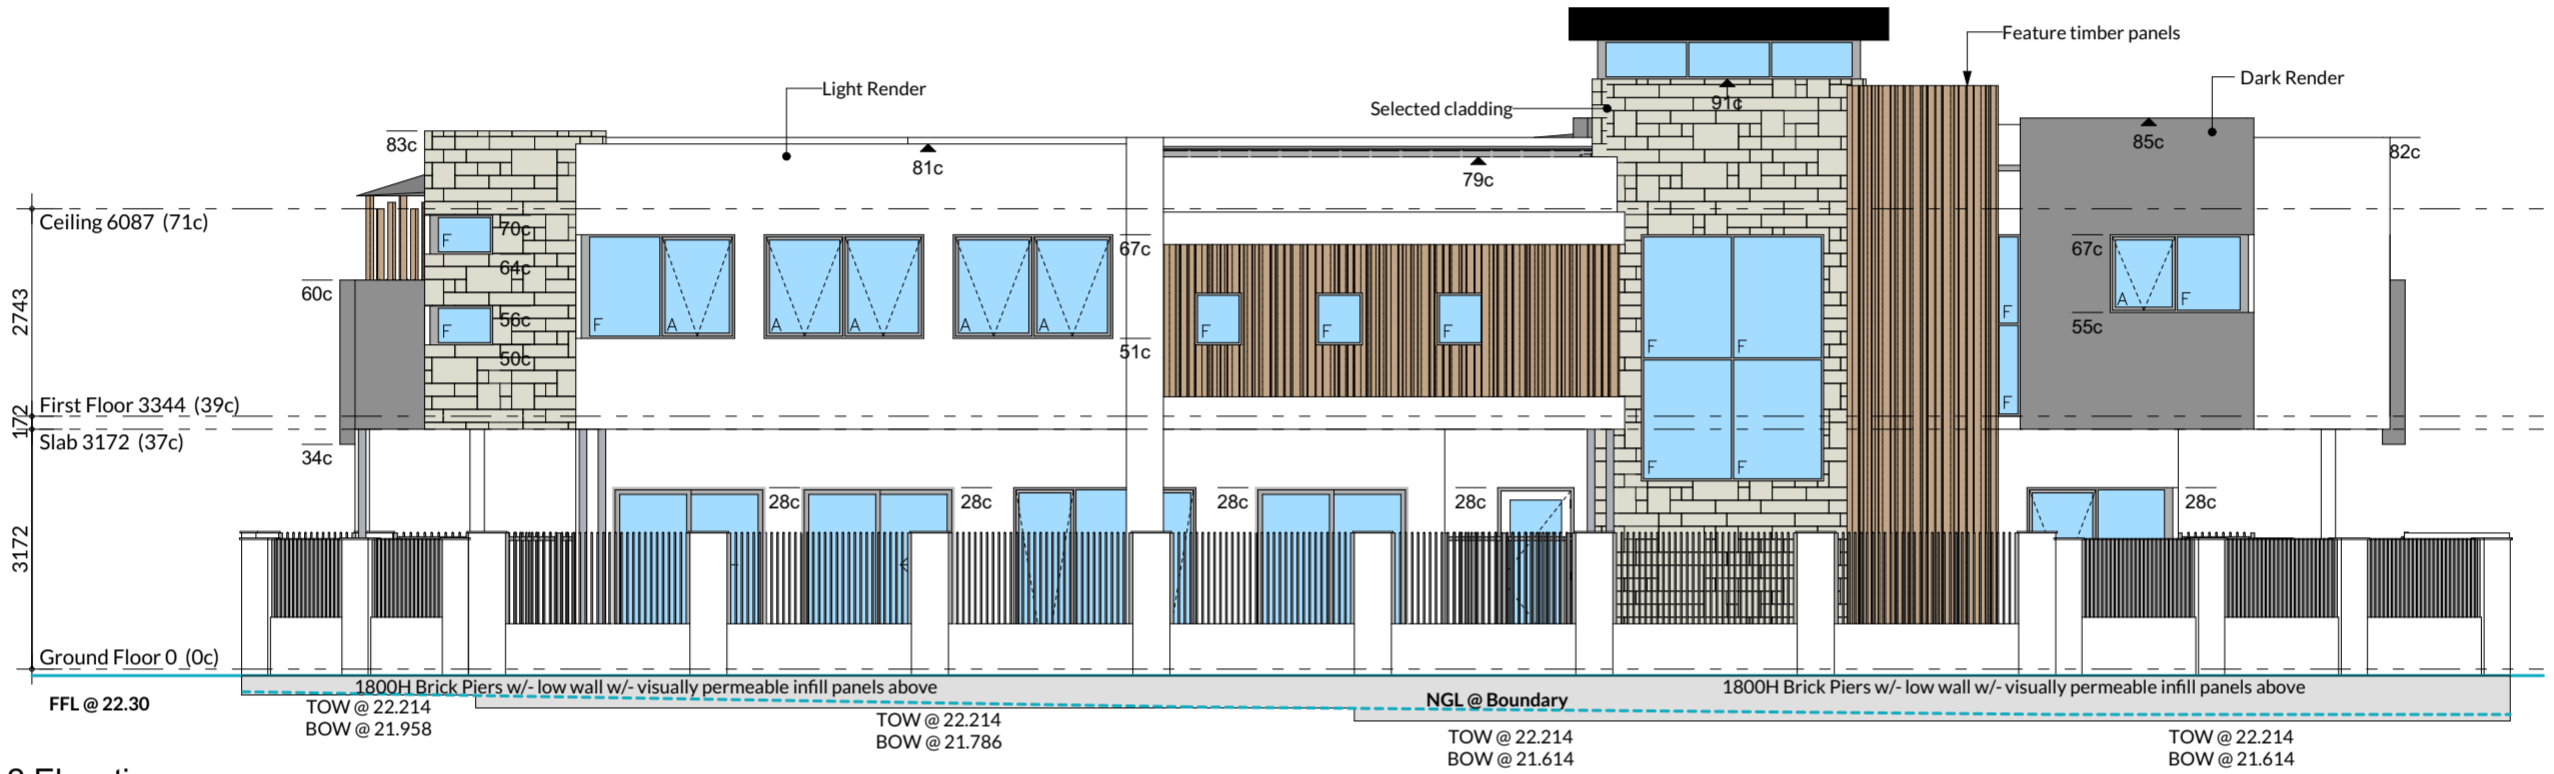 Feature timber panels
Light Render
Dark Render
Selected cladding
91c
83c
81c
79c
85c
82c
Ceiling 6087 (71c)
70c
67c
67c
64c
60c
2743
F
F
F A
A A
A A
F
F
F
F F
F
A F
56c
55c
51c
50c
First Floor 3344 (39c)
F
172
Slab 3172 (37c)
34c
F F
28c
28c
28c
28c
28c
3172
Ground Floor 0 (0c)
1800H Brick Piers w/- low wall w/- visually permeable infill panels above
NGL @ Boundary
1800H Brick Piers w/- low wall w/- visually permeable infill panels above
FFL @ 22.30
TOW @ 22.214
BOW @ 21.958
TOW @ 22.214
BOW @ 21.786
TOW @ 22.214
BOW @ 21.614
TOW @ 22.214
BOW @ 21.614